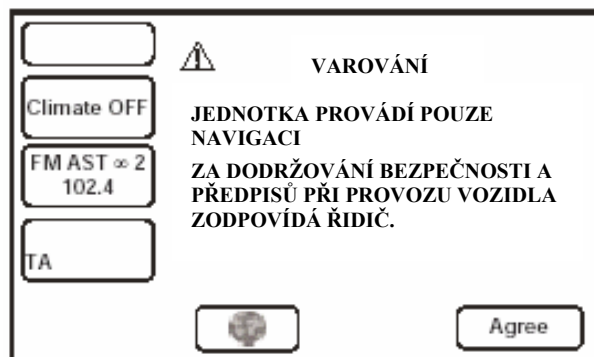 VAROVÁNÍ
Climate OFF
FM AST ∞ 2
102.4
TA
JEDNOTKA PROVÁDÍ POUZE
NAVIGACI
ZA DODRŽOVÁNÍ BEZPEČNOSTI A
PŘEDPISŮ PŘI PROVOZU VOZIDLA
ZODPOVÍDÁ ŘIDIČ.
Agree